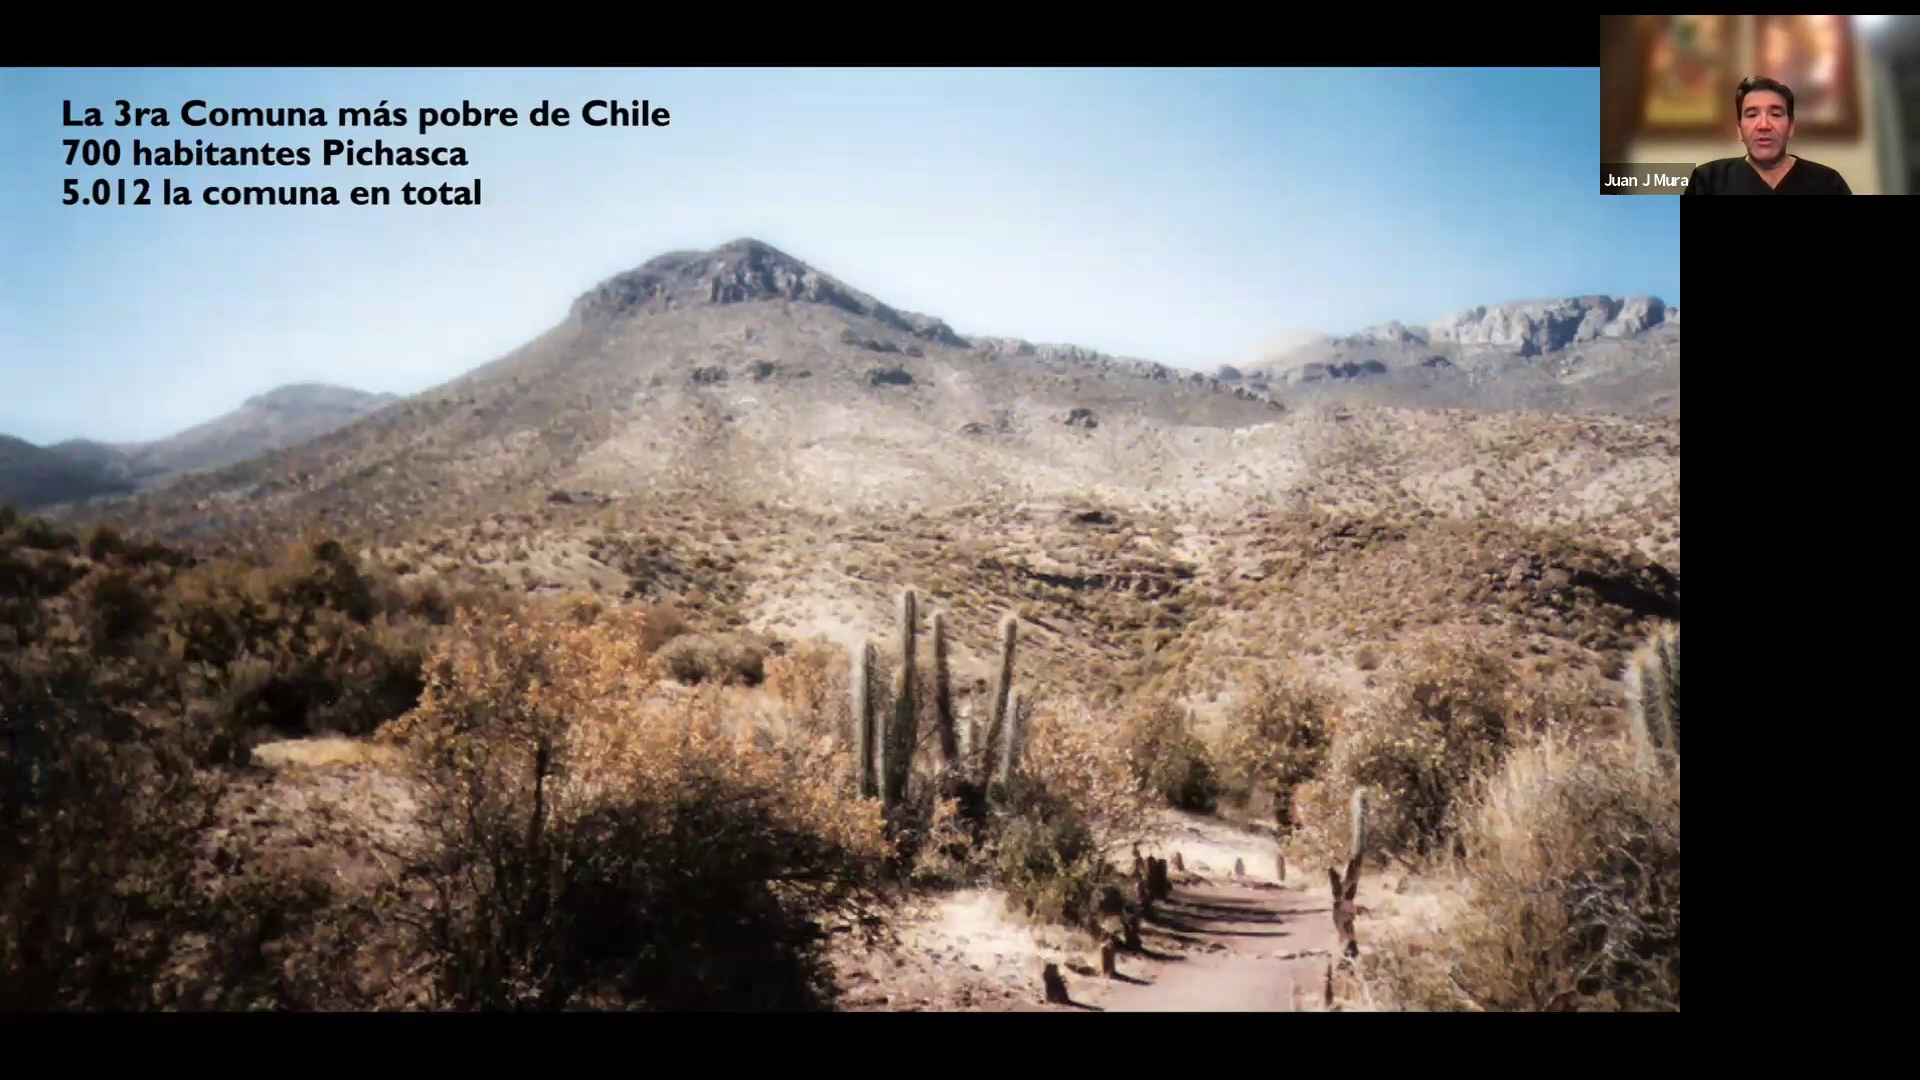 La 3ra Comuna más pobre de Chile
700 habitantes Pichasca
5.012 la comuna en total
Juan J Mura